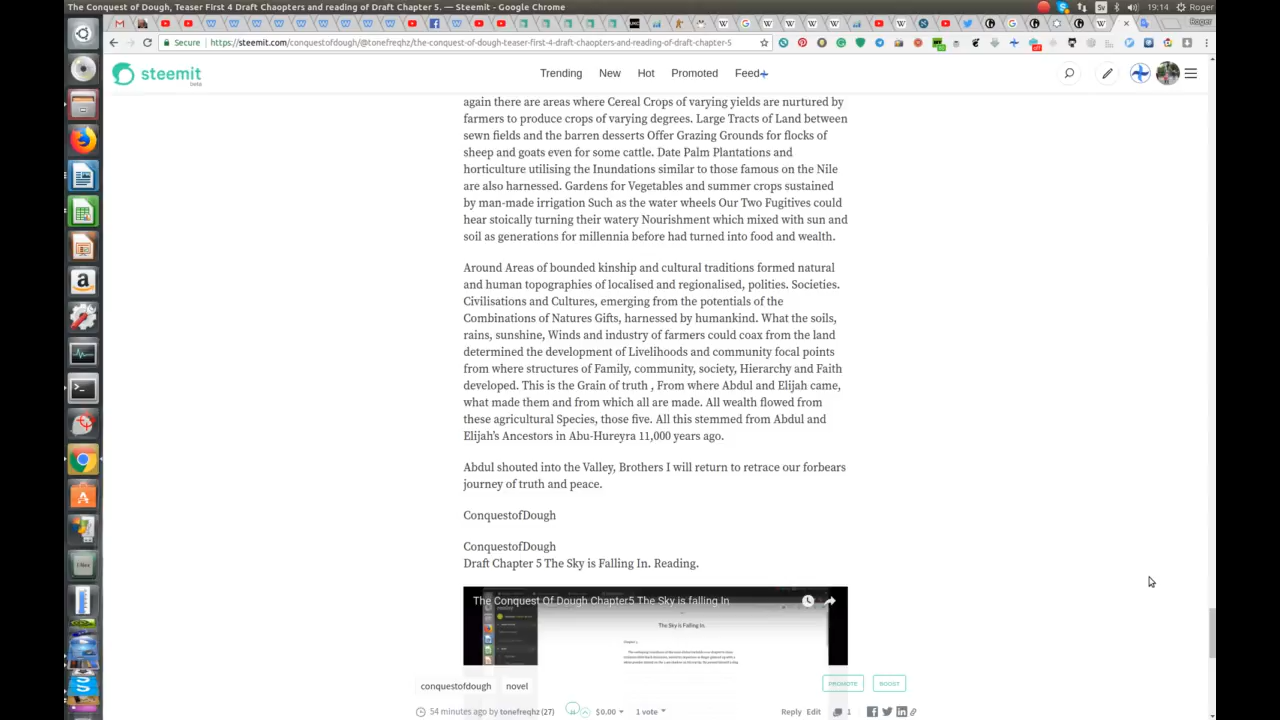 The Conquest of Dough, Teaser First 4 Draft Chaopters and reading of Draft Chapter 5. — Steemit - Google Chrome
Sv
19:14
Roger
Roger
Secure
https://steemit.com/conquestofdough/@tonefreqhz/the-conquest-of-dough-teaser-first-4-draft-chaopters-and-reading-of-draft-chapter-5
steemit
Beta
Trending
New
Hot
Promoted
Feed
again there are areas where Cereal Crops of varying yields are nurtured by
farmers to produce crops of varying degrees. Large Tracts of Land between
sewn fields and the barren desserts Offer Grazing Grounds for flocks of
sheep and goats even for some cattle. Date Palm Plantations and
horticulture utilising the Inundations similar to those famous on the Nile
are also harnessed. Gardens for Vegetables and summer crops sustained
by man-made irrigation Such as the water wheels Our Two Fugitives could
hear stoically turning their watery Nourishment which mixed with sun and
soil as generations for millennia before had turned into food and wealth.
Around Areas of bounded kinship and cultural traditions formed natural
and human topographies of localised and regionalised, polities. Societies.
Civilisations and Cultures, emerging from the potentials of the
Combinations of Natures Gifts, harnessed by humankind. What the soils,
rains, sunshine, Winds and industry of farmers could coax from the land
determined the development of Livelihoods and community focal points
from where structures of Family, community, society, Hierarchy and Faith
developed. This is the Grain of truth , From where Abdul and Elijah came,
what made them and from which all are made. All wealth flowed from
these agricultural Species, those five. All this stemmed from Abdul and
Elijah's Ancestors in Abu-Hureyra 11,000 years ago.
Abdul shouted into the Valley, Brothers I will return to retrace our forbears
journey of truth and peace.
ConquestofDough
ConquestofDough
Draft Chapter 5 The Sky is Falling In. Reading.
The Conquest Of Dough Chapter5 The Sky is falling In
The Sky is Falling In.
conquestofdough
novel
PROMOTE
BOOST
54 minutes ago by tonefreqhz (27)
$0.00
1 vote
Reply
Edit
1